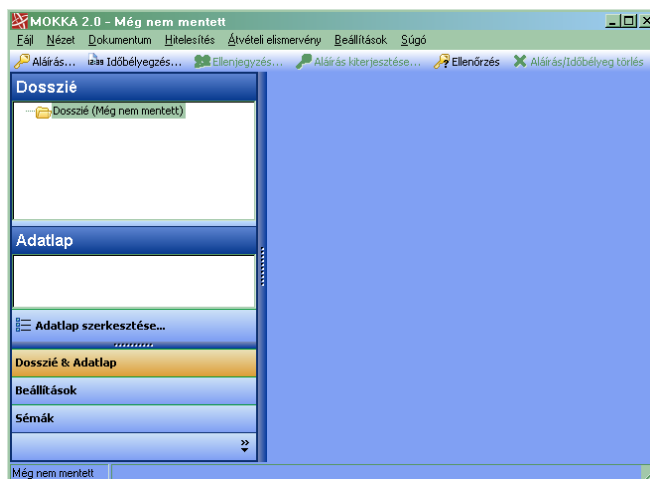 MOKKA 2.0 - Még nem mentett
Fájl Nézet Dokumentum Hitelesítés Átvételi elismervény Beállítások Súgó
Aláírás... Időbélyegzés... Ellenjegyzés... Aláírás kiterjesztése... Ellenőrzés Aláírás/Időbélyeg törlés
Dosszié
Dosszié (Még nem mentett)
Adatlap
Adatlap szerkesztése...
Dosszié & Adatlap
Beállítások
Sémák
Még nem mentett